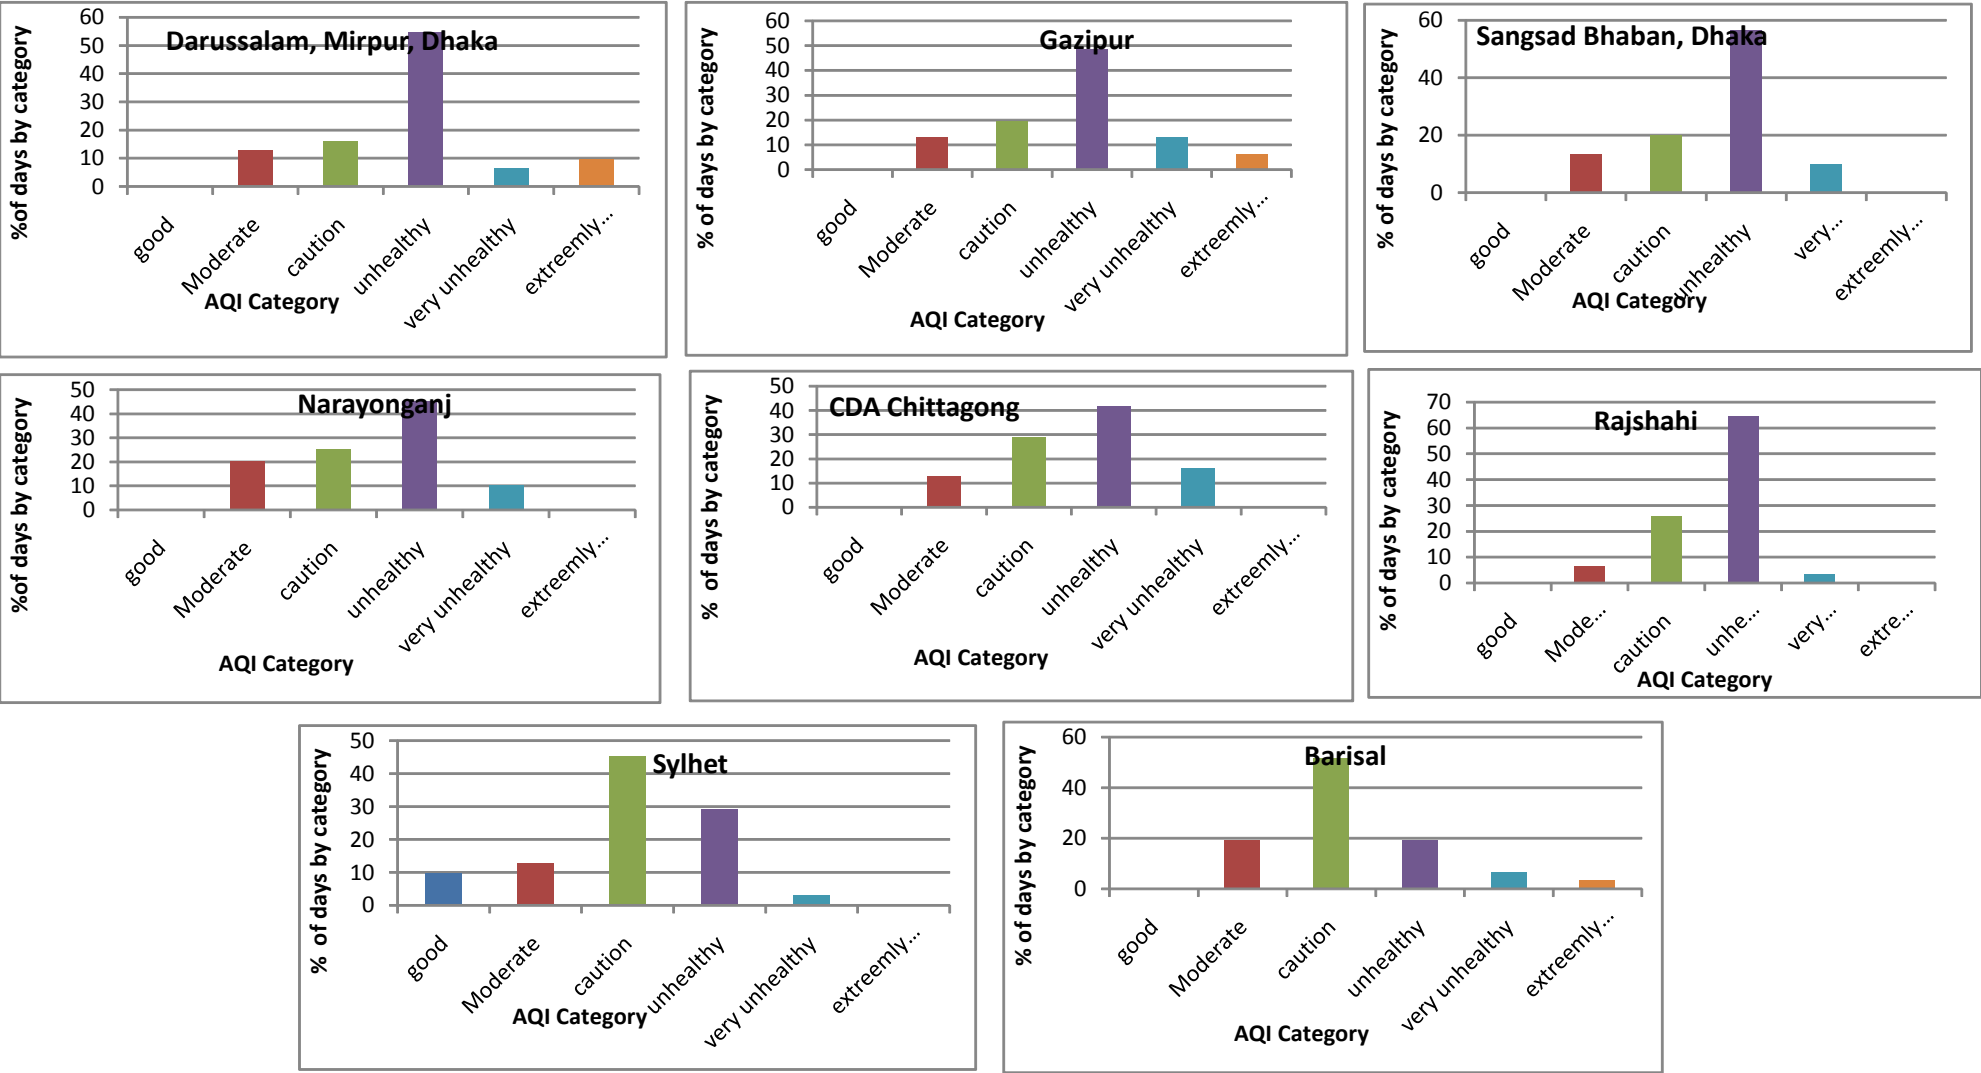 Darussalam, Mirpur, Dhaka
%of days by category
60
50
40
30
20
10
0
good
Moderate
caution
unhealthy
very unhealthy
extreemly...
AQI Category
Gazipur
% of days by category
60
50
40
30
20
10
0
good
Moderate
caution
unhealthy
very unhealthy
extreemly...
AQI Category
Sangsad Bhaban, Dhaka
% of days by category
60
40
20
0
good
Moderate
caution
unhealthy
very...
extreemly...
AQI Category
Narayonganj
%of days by category
50
40
30
20
10
0
good
Moderate
caution
unhealthy
very unhealthy
extreemly...
AQI Category
CDA Chittagong
% of days by category
50
40
30
20
10
0
good
Moderate
caution
unhealthy
very unhealthy
extreemly...
AQI Category
Rajshahi
% of days by category
70
60
50
40
30
20
10
0
good
Mode...
caution
unhe...
very...
extre...
AQI Category
Sylhet
% of days by category
50
40
30
20
10
0
good
Moderate
caution
unhealthy
very unhealthy
extreemly...
AQI Category
Barisal
% of days by category
60
40
20
0
good
Moderate
caution
unhealthy
very unhealthy
extreemly...
AQI Category